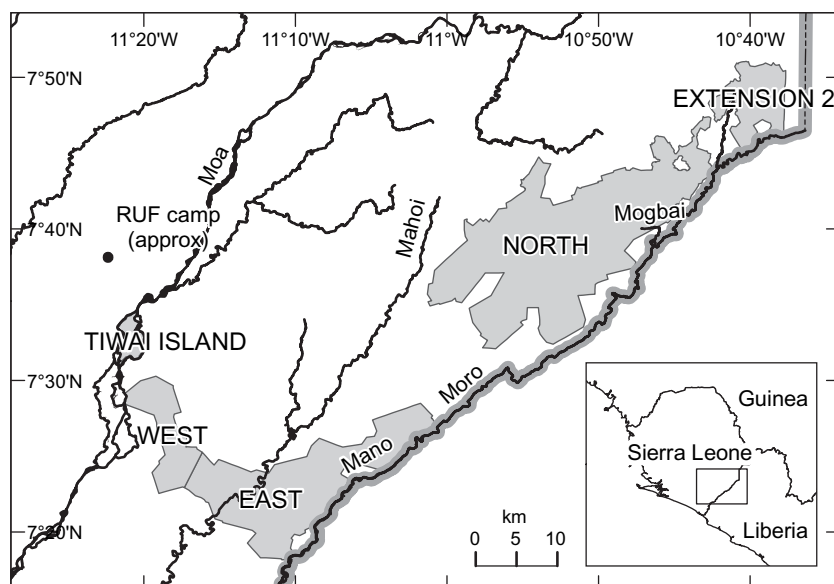 11°20'W 11°10'W 11°W 10°50'W 10°40'W
7°50'N
EXTENSION 2
Moa
RUF camp
(approx)
7°40'N
Mahoi
Mogbai
NORTH
TIWAI ISLAND
7°30'N
Moro
WEST
Mano
EAST
7°20'N
km
0 5 10
Guinea
Sierra Leone
Liberia